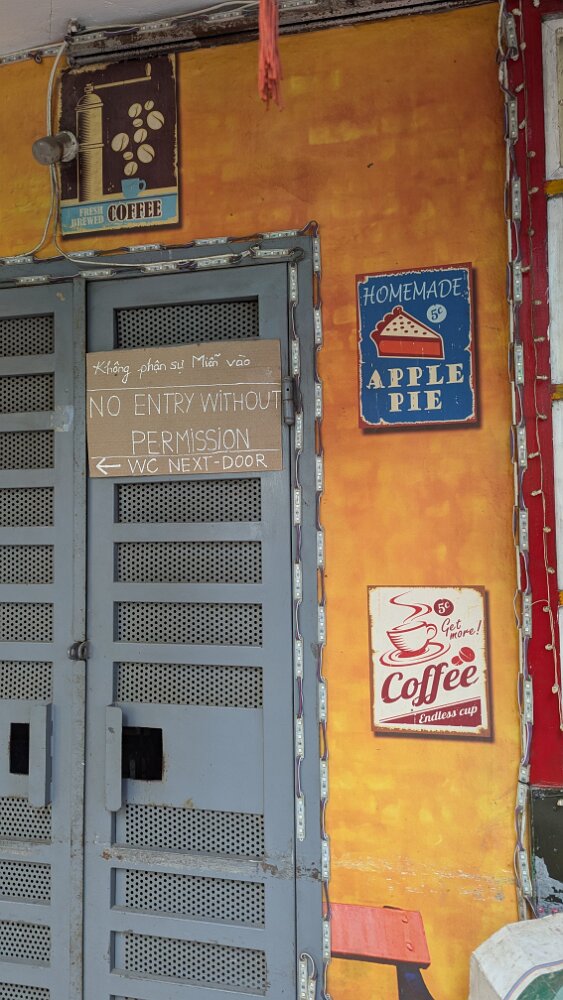 FRESH
BREWED COFFEE
Không phận sự Miễn vào
NO ENTRY WITHOUT
PERMISSION
← WC NEXT-DOOR
HOMEMADE
5¢
APPLE
PIE
5¢
Get
more!
Coffee
Endless cup